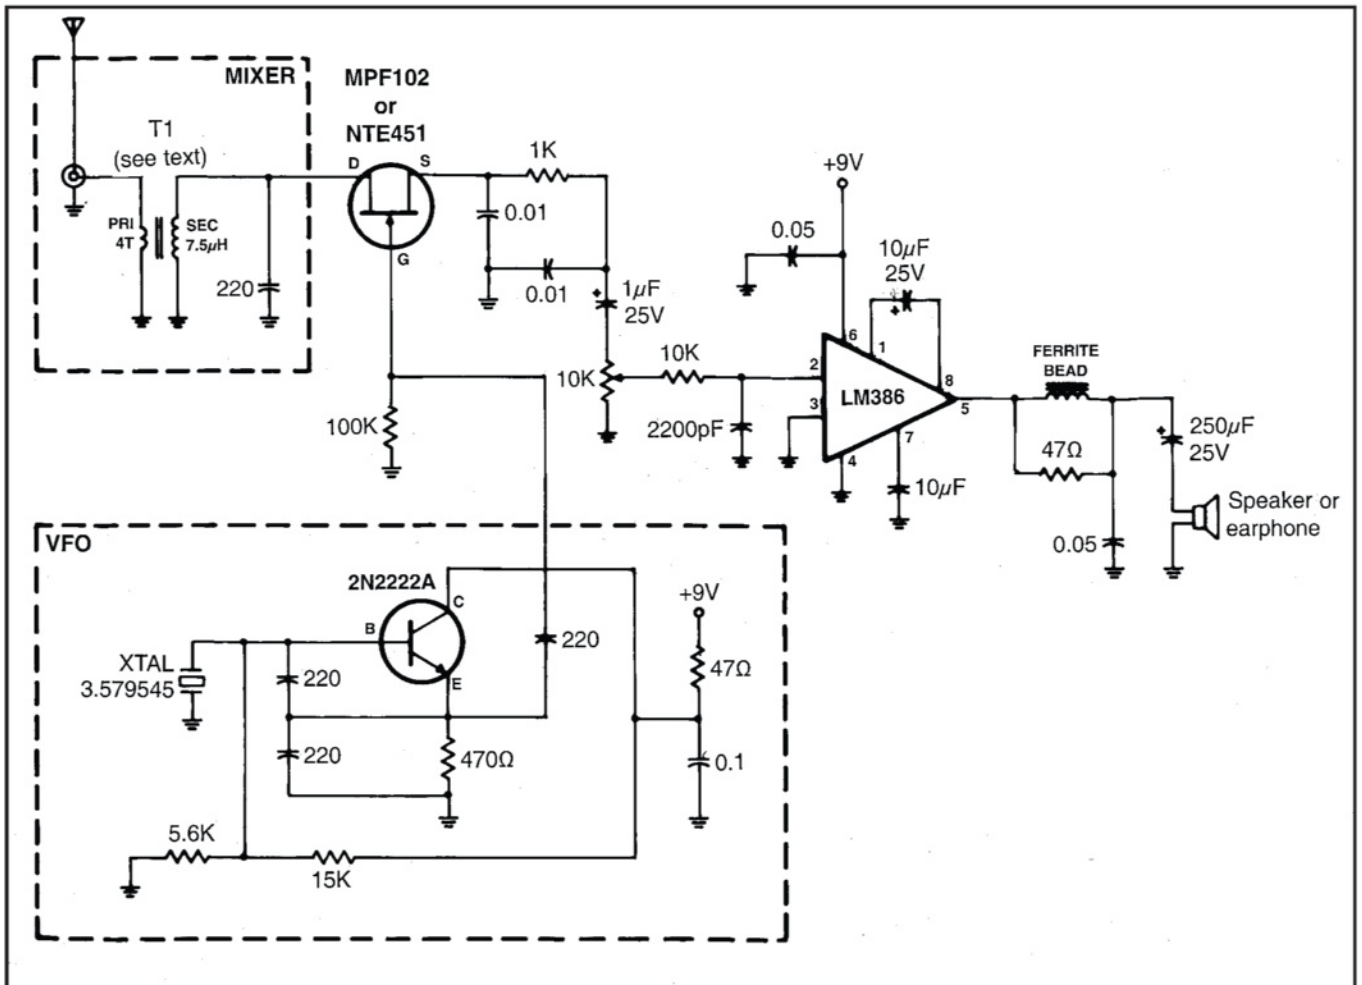 MIXER
MPF102
or
NTE451
T1
(see text)
D
S
G
PRI
4T
SEC
7.5µH
220
1K
0.01
0.01
+
1µF
25V
100K
10K
10K
2200pF
+9V
0.05
10µF
25V
+
6
1
8
2
3
LM386
5
7
4
10µF
FERRITE
BEAD
47Ω
+
250µF
25V
0.05
Speaker or
earphone
VFO
2N2222A
C
B
E
XTAL
3.579545
220
220
220
470Ω
+9V
47Ω
0.1
5.6K
15K